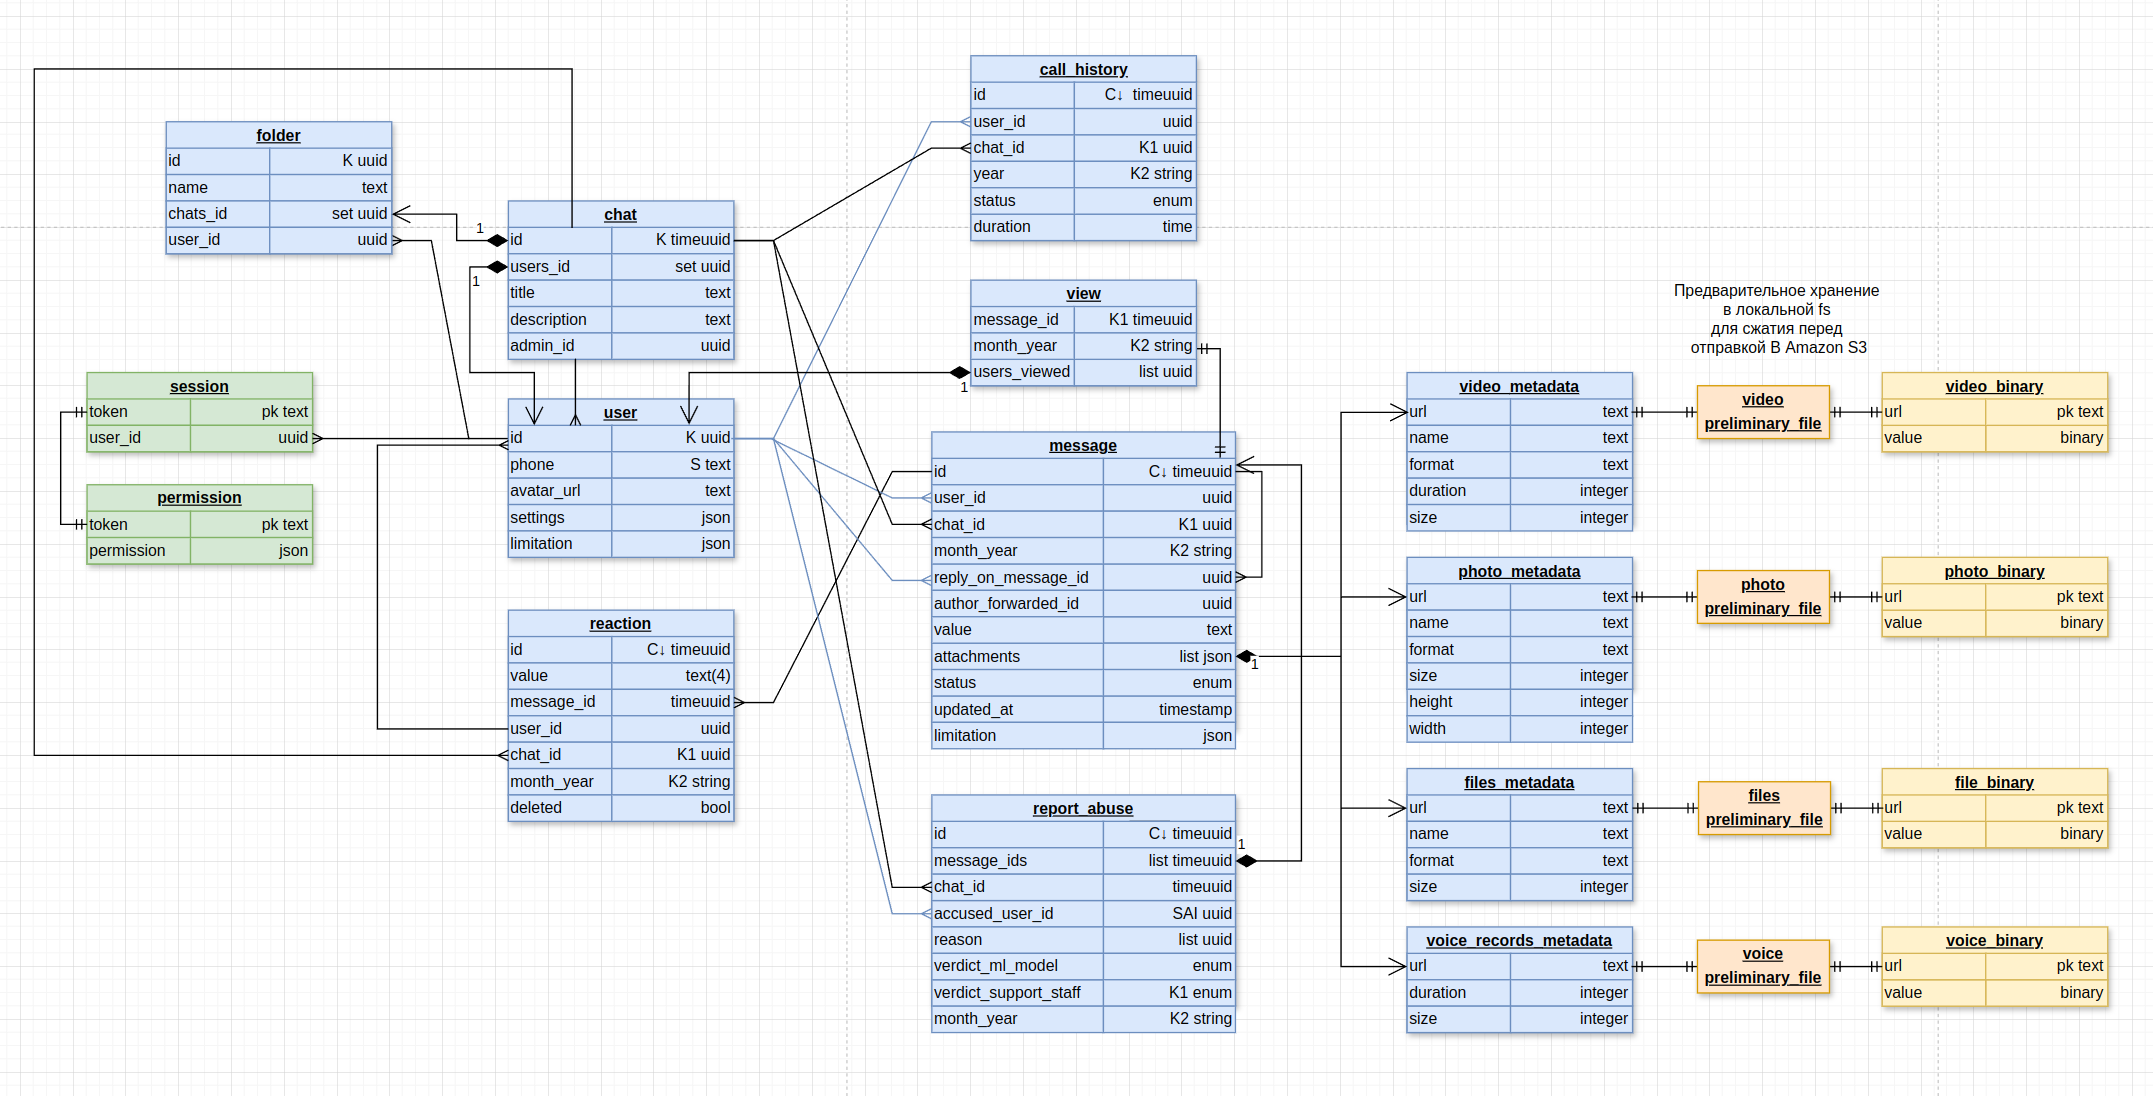 call_history
id C↓ timeuuid
user_id uuid
chat_id K1 uuid
year K2 string
status enum
duration time
folder
id K uuid
name text
chats_id set uuid
user_id uuid
1
1
chat
id K timeuuid
users_id set uuid
title text
description text
admin_id uuid
view
message_id K1 timeuuid
month_year K2 string
users_viewed list uuid
1
Предварительное хранение
в локальной fs
для сжатия перед
отправкой В Amazon S3
session
token pk text
user_id uuid
permission
token pk text
permission json
user
id K uuid
phone S text
avatar_url text
settings json
limitation json
message
id C↓ timeuuid
user_id uuid
chat_id K1 uuid
month_year K2 string
reply_on_message_id uuid
author_forwarded_id uuid
value text
attachments list json
status enum
updated_at timestamp
limitation json
1
reaction
id C↓ timeuuid
value text(4)
message_id timeuuid
user_id uuid
chat_id K1 uuid
month_year K2 string
deleted bool
report_abuse
id C↓ timeuuid
message_ids list timeuuid
chat_id timeuuid
accused_user_id SAI uuid
reason list uuid
verdict_ml_model enum
verdict_support_staff K1 enum
month_year K2 string
1
video_metadata
url text
name text
format text
duration integer
size integer
video
preliminary_file
video_binary
url pk text
value binary
photo_metadata
url text
name text
format text
size integer
height integer
width integer
photo
preliminary_file
photo_binary
url pk text
value binary
files_metadata
url text
name text
format text
size integer
files
preliminary_file
file_binary
url pk text
value binary
voice_records_metadata
url text
duration integer
size integer
voice
preliminary_file
voice_binary
url pk text
value binary